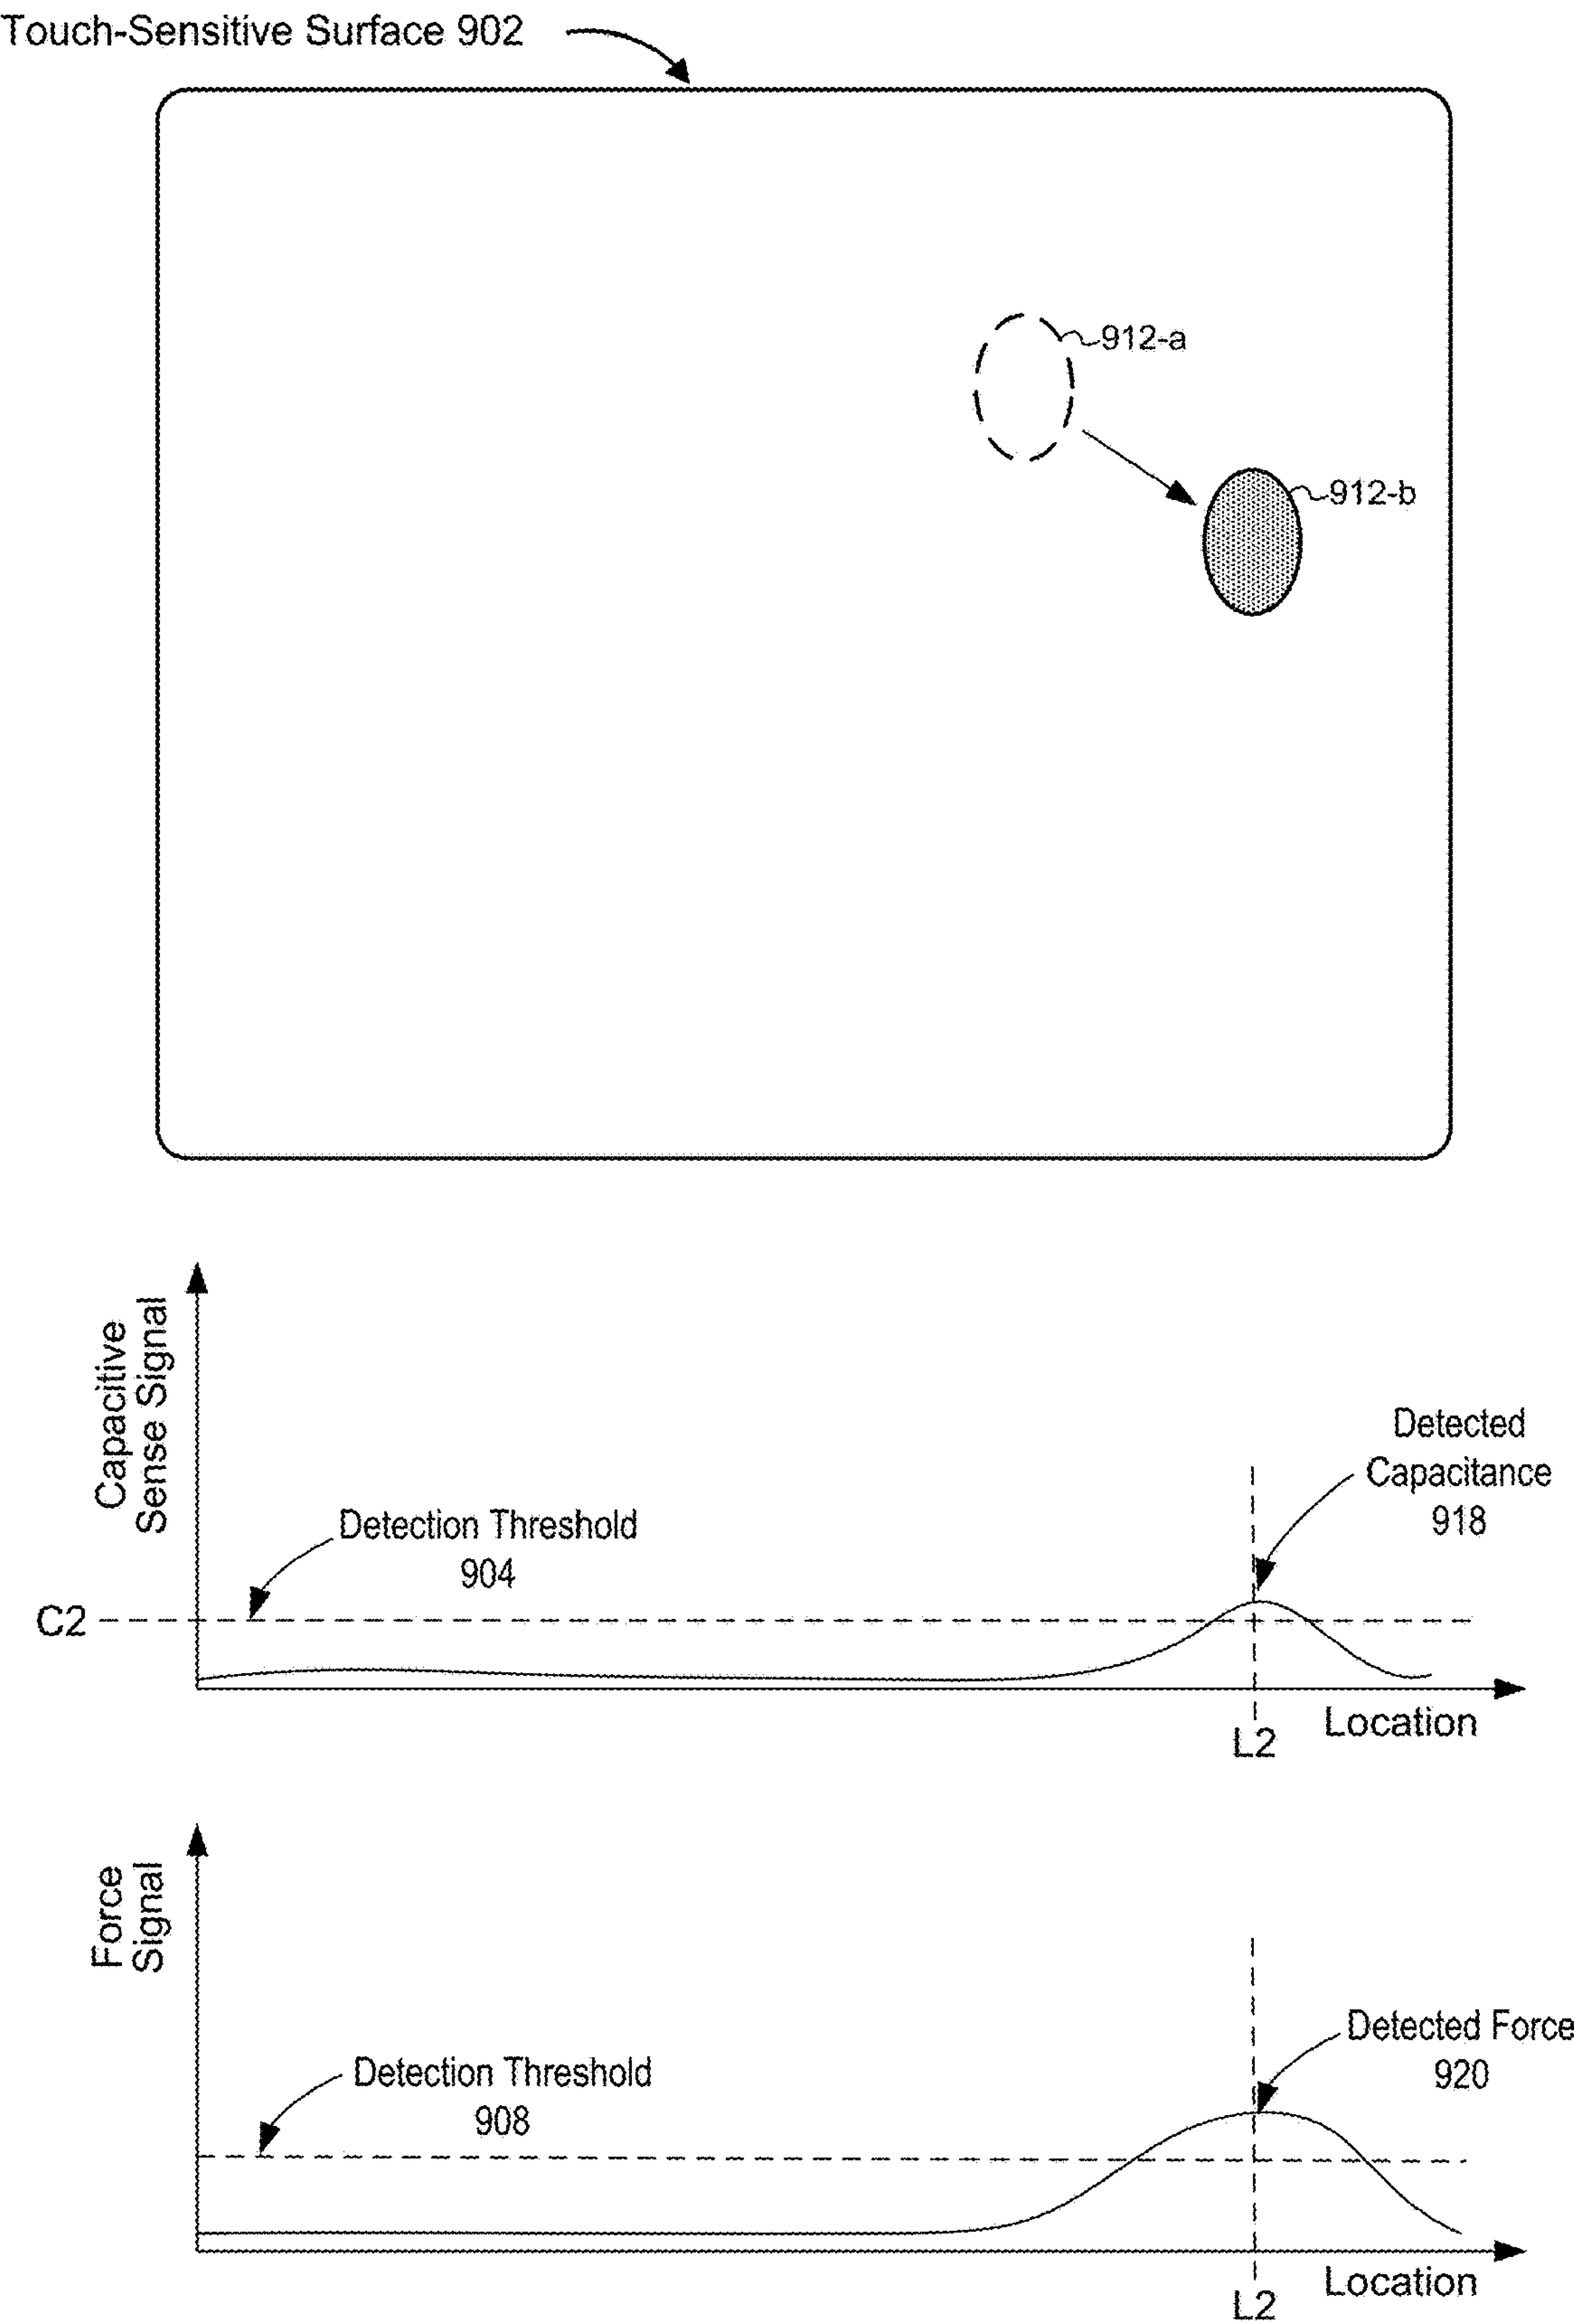 Touch-Sensitive Surface 902
912-a
912-b
Capacitive
Sense Signal
Detected
Capacitance
918
Detection Threshold
904
C2
Location
L2
Force
Signal
Detected Force
920
Detection Threshold
908
Location
L2